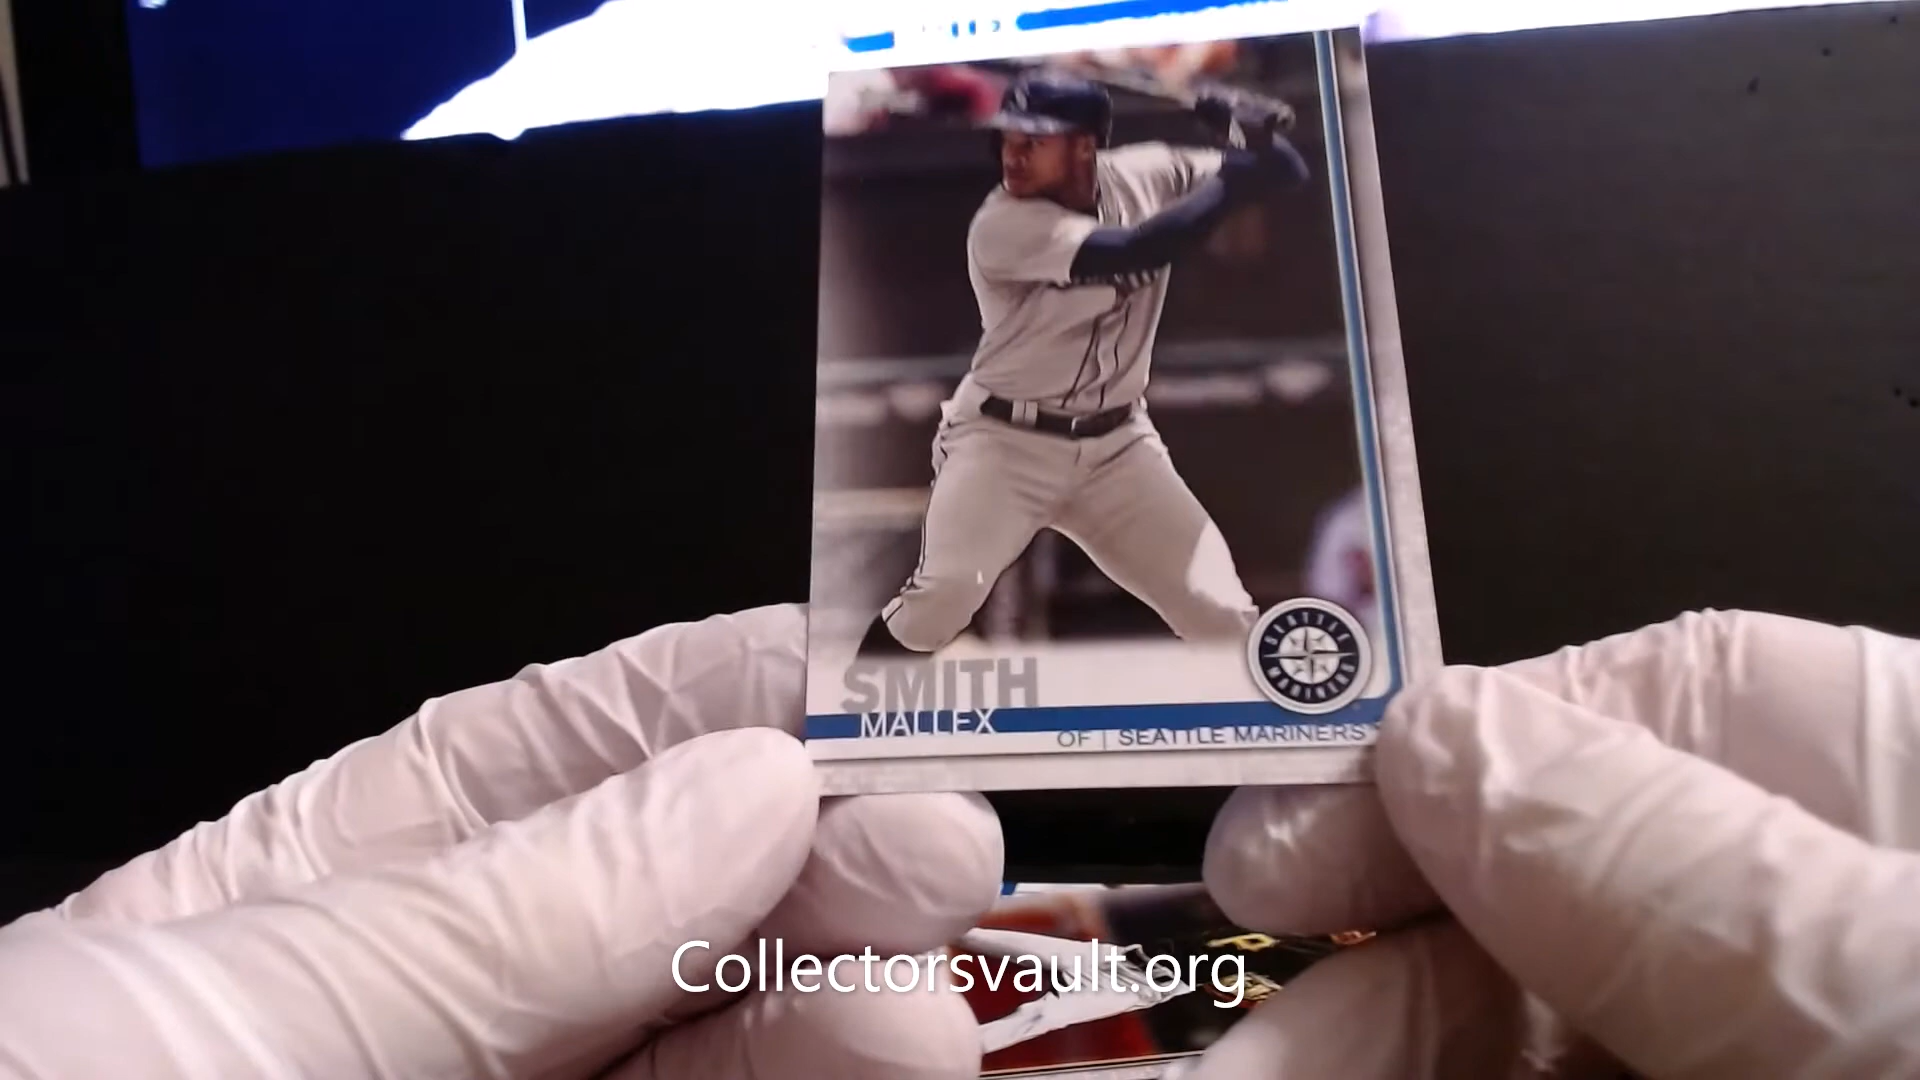 SMITH
MALLEX
OF | SEATTLE MARINERS
SEATTLE
MARINERS
Collectorsvault.org